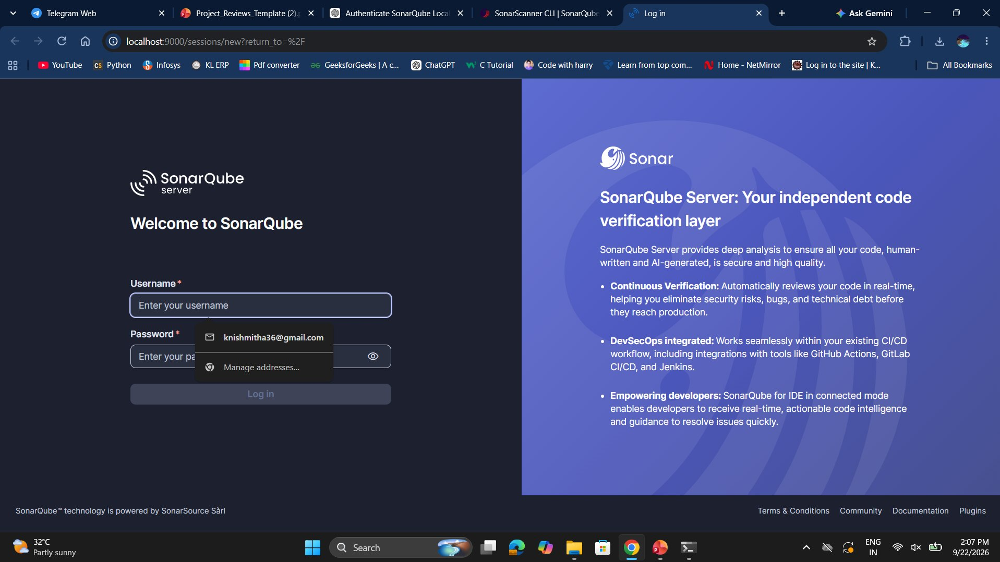 Telegram Web
Project_Reviews_Template (2).p
Authenticate SonarQube Loca
SonarScanner CLI | SonarQube
Log in
Ask Gemini
localhost:9000/sessions/new?return_to=%2F
YouTube
CS Python
Infosys
KL ERP
Pdf converter
GeeksforGeeks | A c...
ChatGPT
C Tutorial
Code with harry
Learn from top com...
Home - NetMirror
Log in to the site | K...
All Bookmarks
SonarQube
server
Welcome to SonarQube
Username*
Enter your username
Password*
Enter your pa
knishmitha36@gmail.com
Manage addresses...
Log in
Sonar
SonarQube Server: Your independent code
verification layer
SonarQube Server provides deep analysis to ensure all your code, human-
written and AI-generated, is secure and high quality.
• Continuous Verification: Automatically reviews your code in real-time,
helping you eliminate security risks, bugs, and technical debt before
they reach production.
• DevSecOps integrated: Works seamlessly within your existing CI/CD
workflow, including integrations with tools like GitHub Actions, GitLab
CI/CD, and Jenkins.
• Empowering developers: SonarQube for IDE in connected mode
enables developers to receive real-time, actionable code intelligence
and guidance to resolve issues quickly.
SonarQube™ technology is powered by SonarSource Sàrl
Terms & Conditions
Community
Documentation
Plugins
32°C
Partly sunny
Search
ENG
IN
2:07 PM
9/22/2026